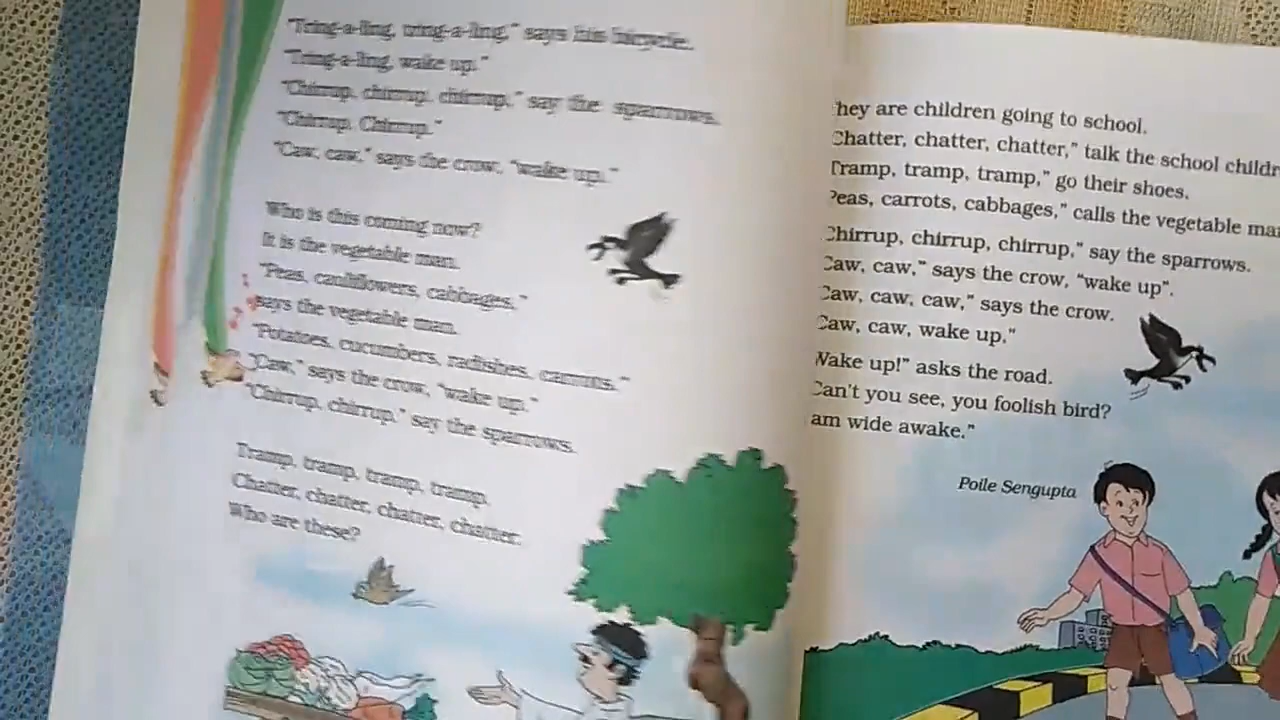 "Tring-a-ling, tring-a-ling," says his bicycle.
"Tring-a-ling, wake up."
"Chirrup, chirrup, chirrup," say the sparrows.
"Chirrup, Chirrup."
"Caw, caw," says the crow, "wake up."
Who is this coming now?
It is the vegetable man.
"Peas, cauliflowers, cabbages,"
says the vegetable man.
"Potatoes, cucumbers, radishes, carrots."
"Caw," says the crow, "wake up."
"Chirrup, chirrup," say the sparrows.
Tramp, tramp, tramp, tramp.
Chatter, chatter, chatter, chatter.
Who are these?
hey are children going to school.
Chatter, chatter, chatter," talk the school childr
Tramp, tramp, tramp," go their shoes.
Peas, carrots, cabbages," calls the vegetable ma
Chirrup, chirrup, chirrup," say the sparrows.
Caw, caw," says the crow, "wake up".
Caw, caw, caw," says the crow.
Caw, caw, wake up."
Wake up!" asks the road.
Can't you see, you foolish bird?
am wide awake."
Poile Sengupta